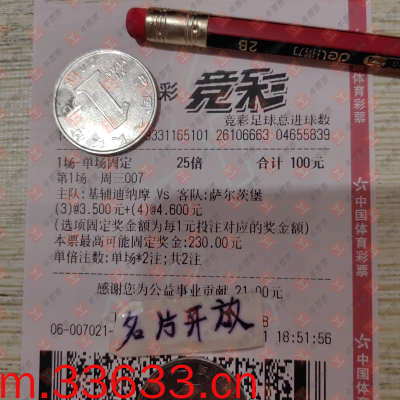 2B deli
彩 竞彩
竞彩足球总进球数
331165101 26106663 04655839
1场-单场固定 25倍 合计 100元
第1场 周三007
主队:基辅迪纳摩 Vs 客队:萨尔茨堡
(3)@3.500元+(4)@4.600元
(选项固定奖金额为每1元投注对应的奖金额)
本票最高可能固定奖金:230.00元
单倍注数:单场*2注;共2注
感谢您为公益事业贡献 21.00元
06-007021- 名片开放 B
18:51:56
m.33633.cn
中国体育彩票
中国体育彩票